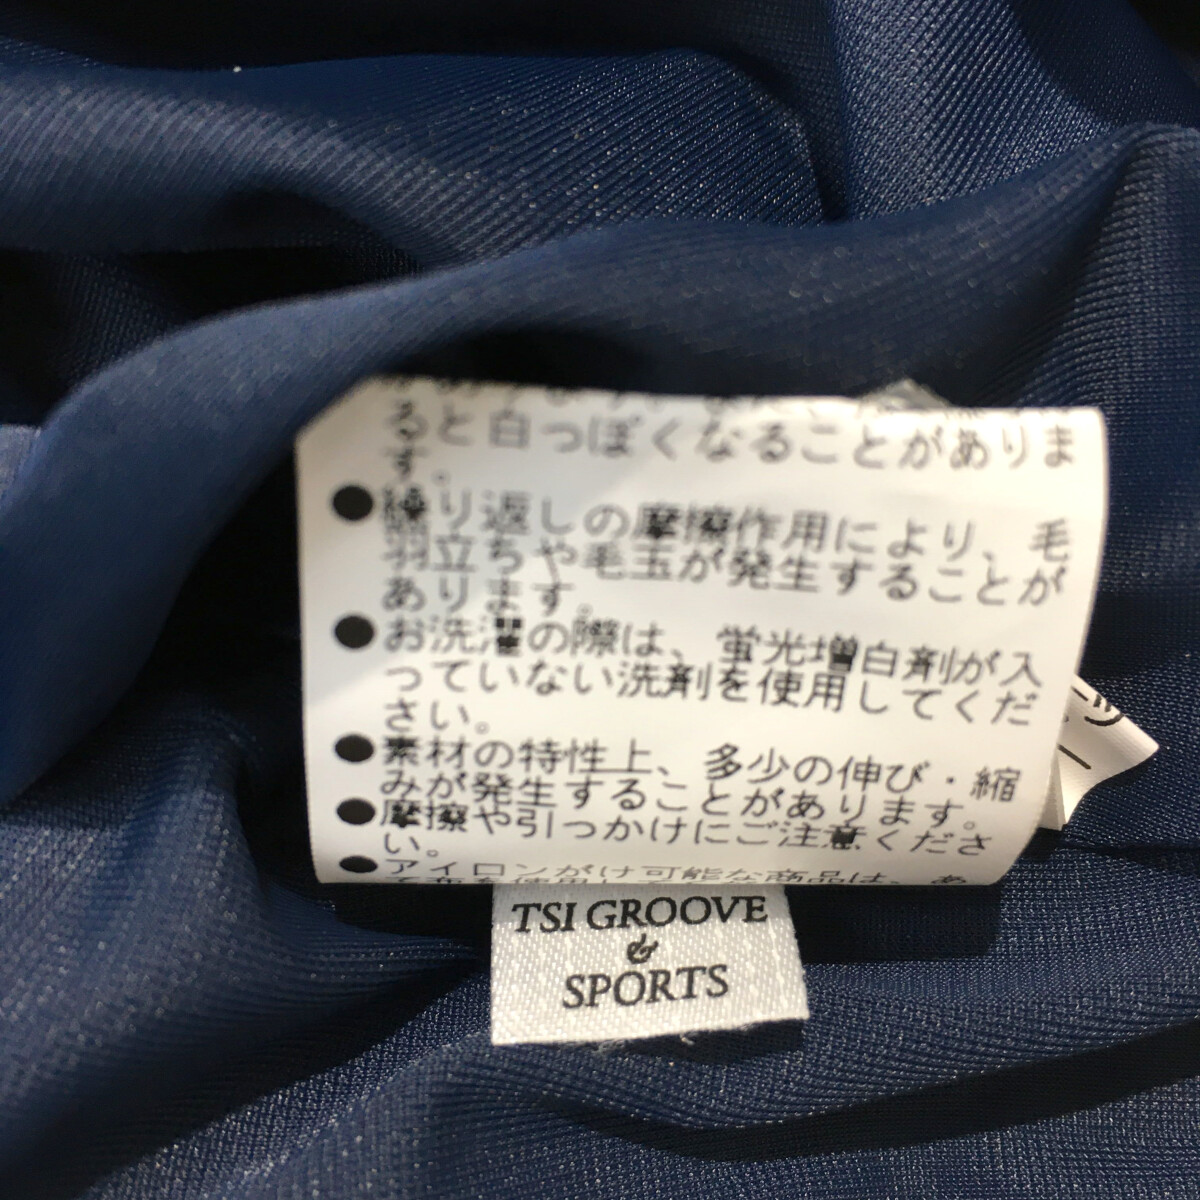 ると白っぽくなることがありま
す。
●繰り返しの摩擦作用により、毛
羽立ちや毛玉が発生することが
あります。
●お洗濯の際は、蛍光増白剤が入
っていない洗剤を使用してくだ
さい。
●素材の特性上、多少の伸び・縮
みが発生することがあります。
●摩擦や引っかけにご注意くださ
い。
●アイロンがけ可能な商品は、あ
TSI GROOVE
&
SPORTS